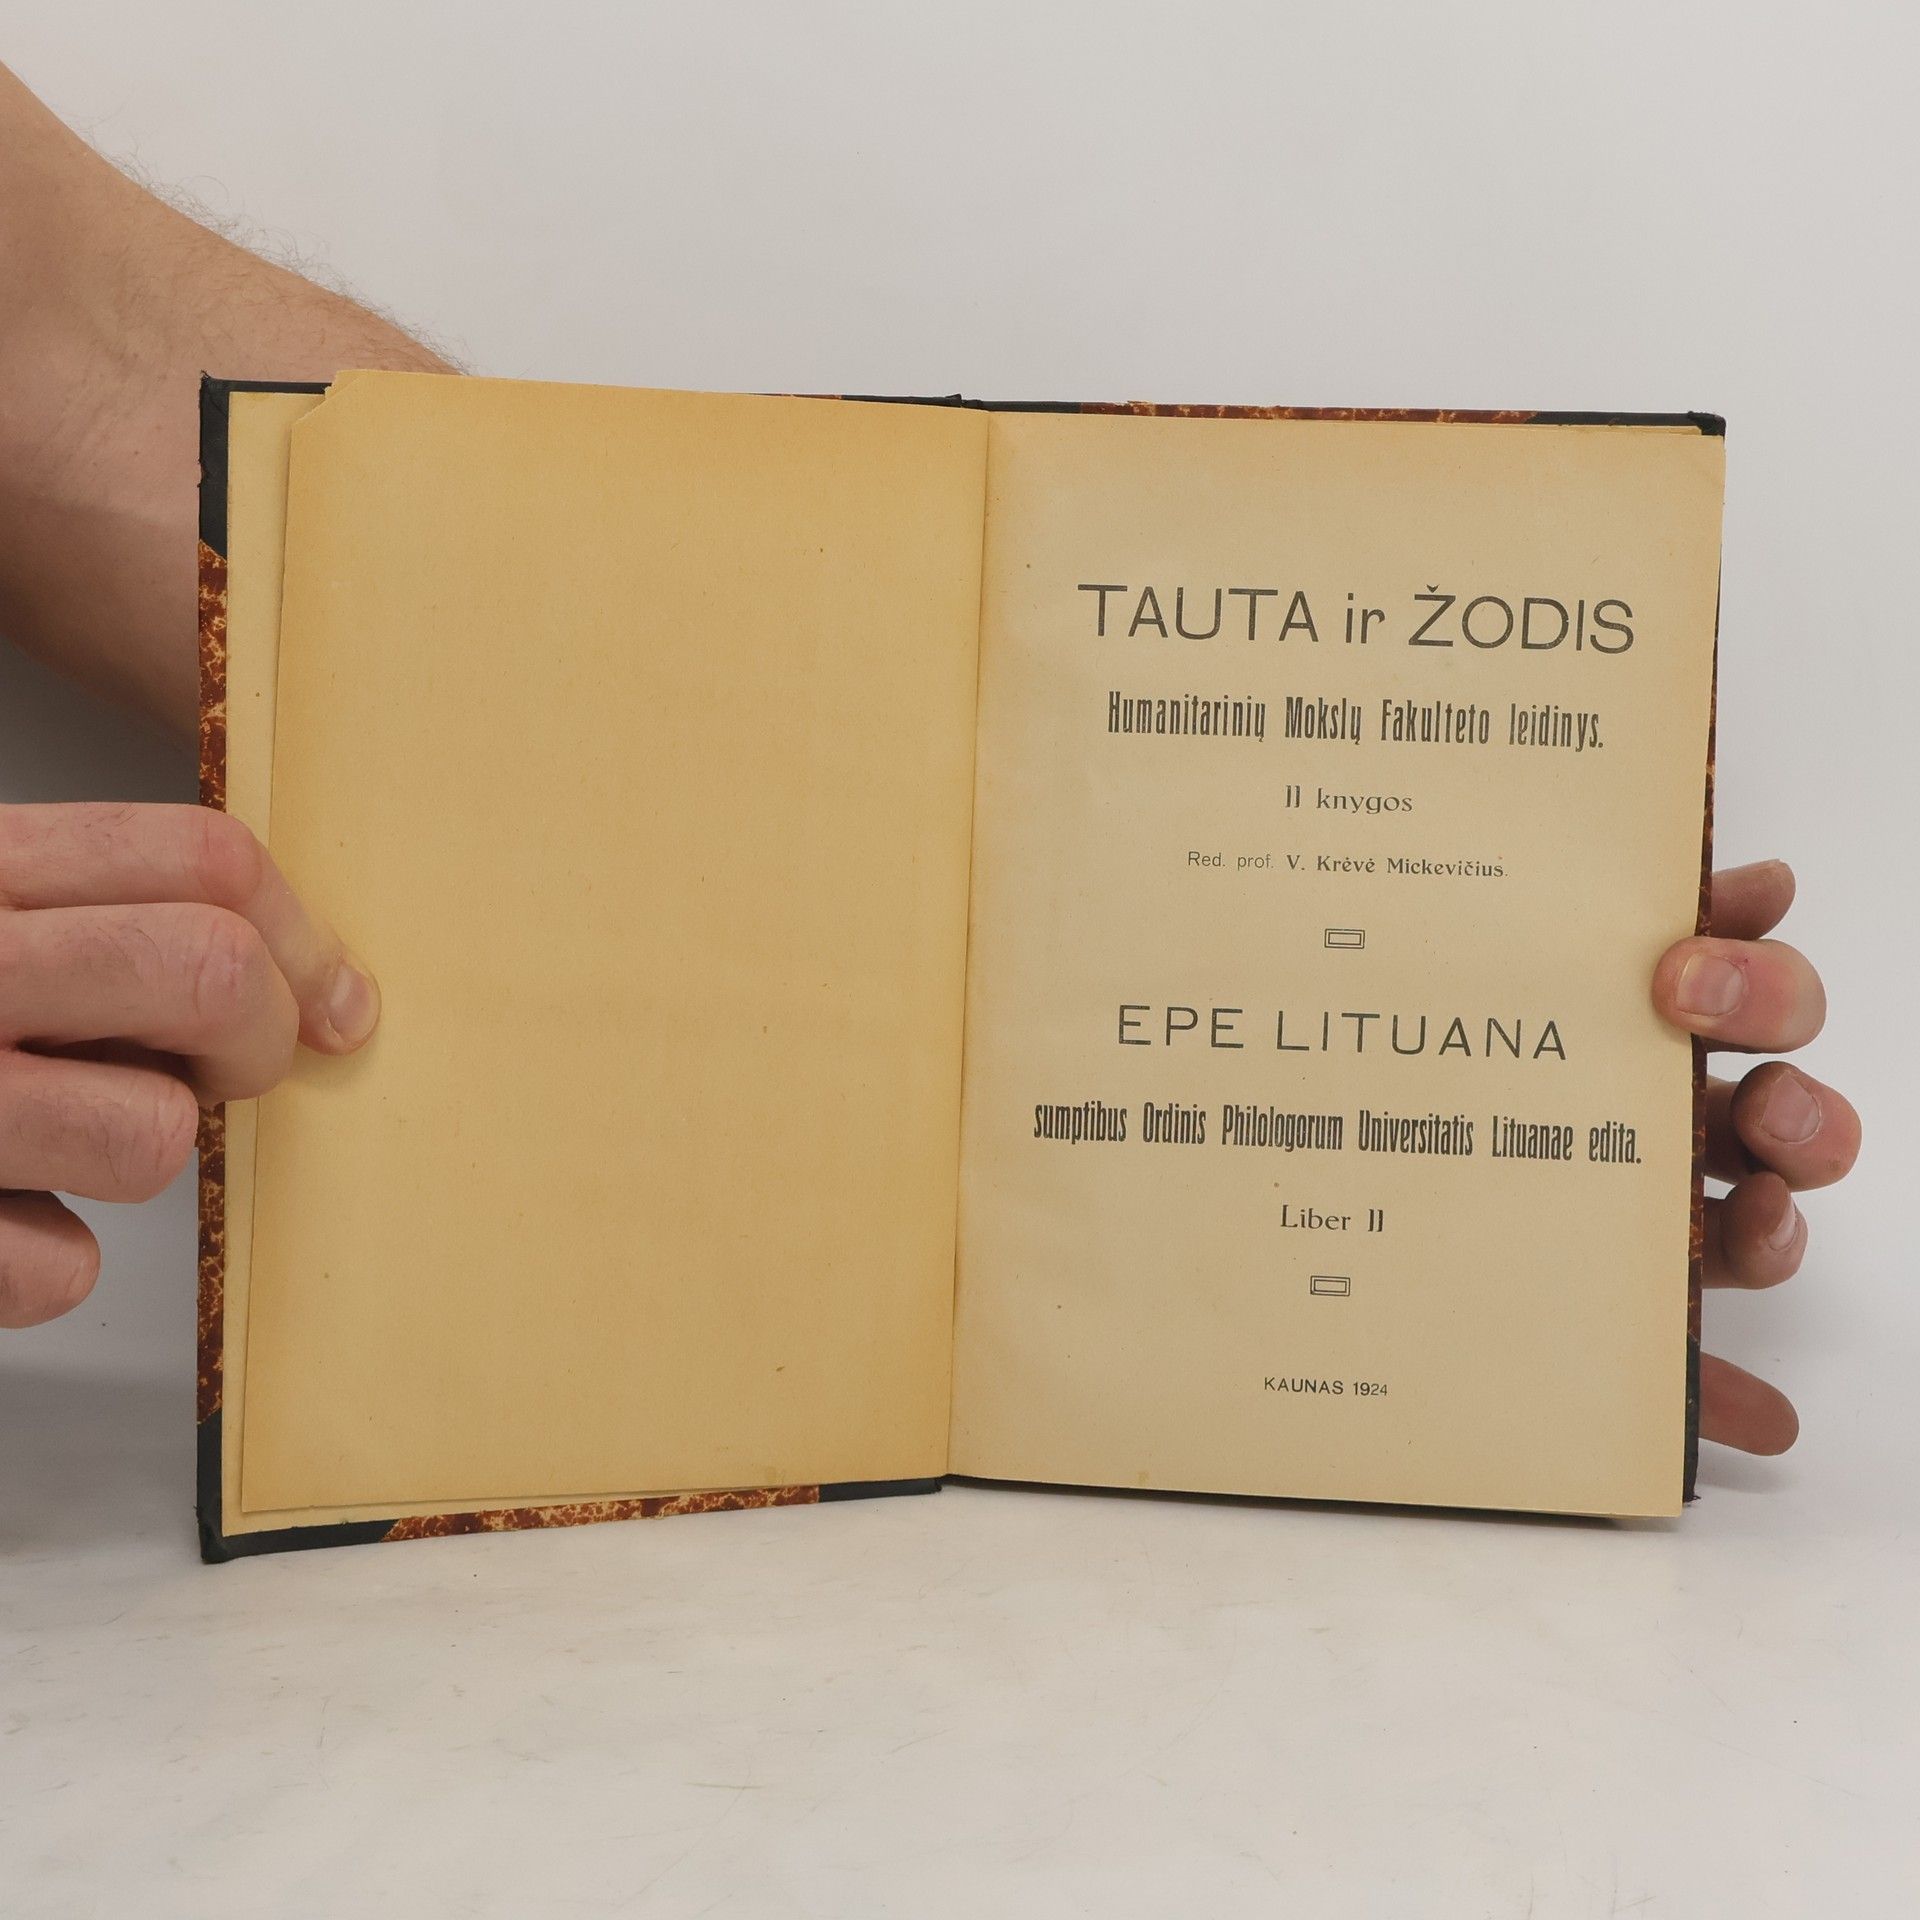 TAUTA ir ŽODIS
Humanitarinių Mokslų Fakulteto leidinys.
II knygos
Red. prof. V. Krėvė Mickevičius.
EPE LITUANA
sumptibus Ordinis Philologorum Universitatis Lituanae edita.
Liber II
KAUNAS 1924